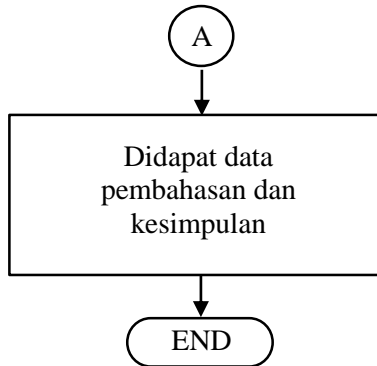 A
Didapat data
pembahasan dan
kesimpulan
END